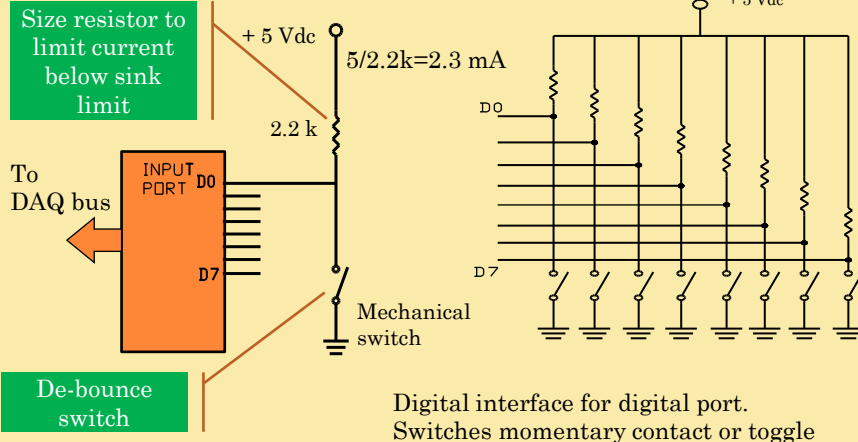 Size resistor to
limit current
below sink
limit
+ 5 Vdc
5/2.2k=2.3 mA
2.2 k
To
DAQ bus
INPUT
PORT
D0
D7
Mechanical
switch
De-bounce
switch
+ 5 Vdc
D0
D7
Digital interface for digital port.
Switches momentary contact or toggle